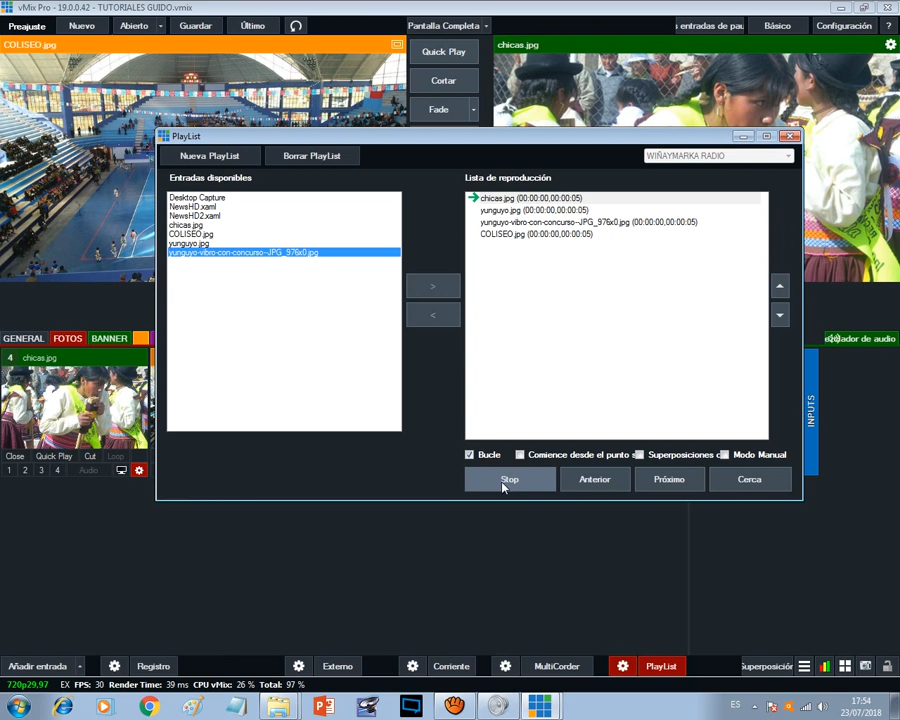 vMix Pro - 19.0.0.42 - TUTORIALES GUIDO.vmix
Preajuste
Nuevo
Abierto
Guardar
Último
Pantalla Completa
s entradas de pau
Básico
Configuración
?
COLISEO.jpg
Quick Play
chicas.jpg
Cortar
Fade
PlayList
Nueva PlayList
Borrar PlayList
WIÑAYMARKA RADIO
Entradas disponibles
Lista de reproducción
Desktop Capture
NewsHD.xaml
NewsHD2.xaml
chicas.jpg
COLISEO.jpg
yunguyo.jpg
yunguyo-vibro-con-concurso--JPG_976x0.jpg
chicas.jpg (00:00:00,00:00:05)
yunguyo.jpg (00:00:00,00:00:05)
yunguyo-vibro-con-concurso--JPG_976x0.jpg (00:00:00,00:00:05)
COLISEO.jpg (00:00:00,00:00:05)
>
<
GENERAL
FOTOS
BANNER
de audio
4 chicas.jpg
INPUTS
Close
Quick Play
Cut
Loop
1 2 3 4 Audio
Bucle
Comience desde el punto s
Superposiciones c
Modo Manual
Stop
Anterior
Próximo
Cerca
Añadir entrada
Registro
Externo
Corriente
MultiCorder
PlayList
Superposición
720p29,97 EX FPS: 30 Render Time: 39 ms CPU vMix: 26 % Total: 97 %
ES
17:54
23/07/2018